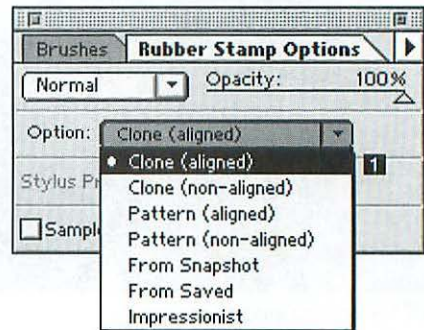 Brushes Rubber Stamp Options
Normal Opacity: 100%
Option: Clone (aligned)
Clone (aligned) 1
Clone (non-aligned)
Stylus Pr
Pattern (aligned)
Pattern (non-aligned)
Sample
From Snapshot
From Saved
Impressionist